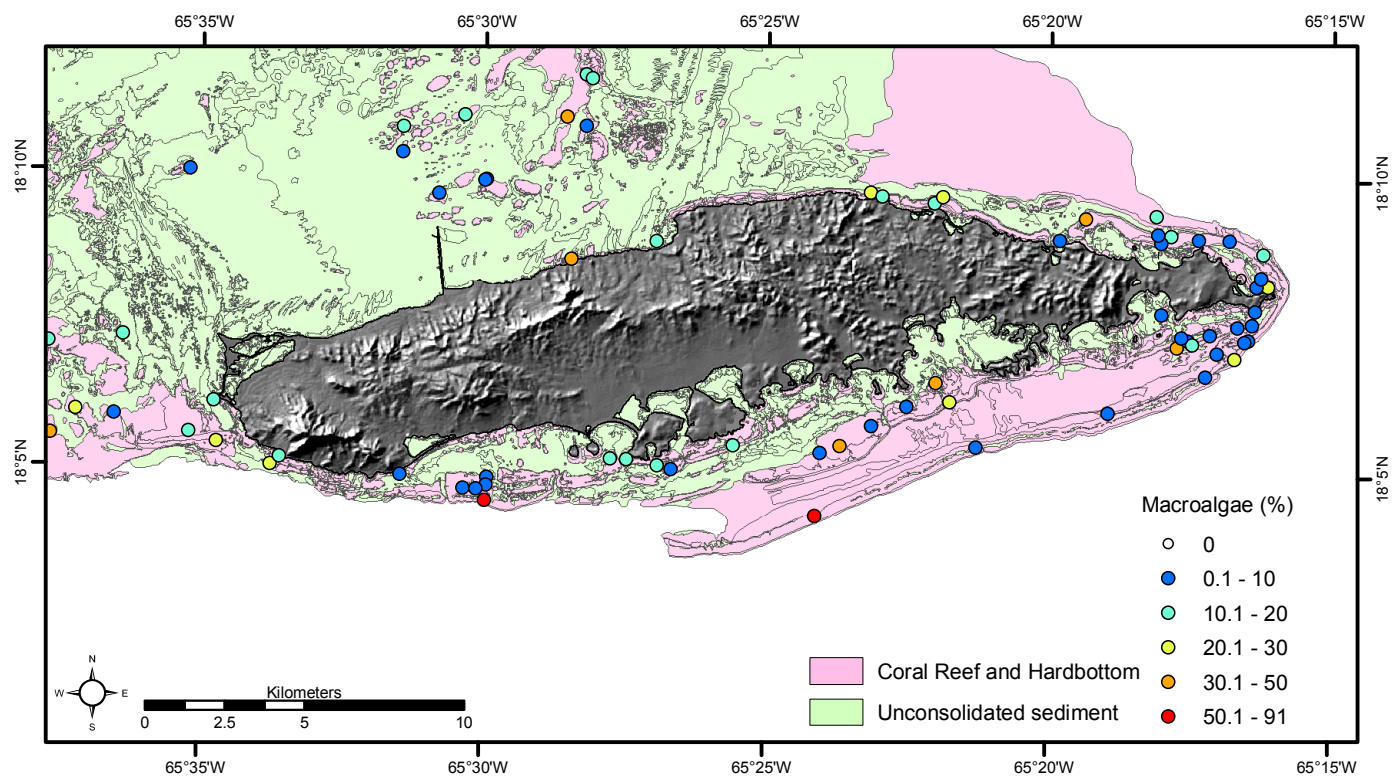 65°35'W 65°30'W 65°25'W 65°20'W 65°15'W
18°10'N 18°10'N
18°5'N 18°5'N
Macroalgae (%)
0
0.1 - 10
10.1 - 20
20.1 - 30
30.1 - 50
50.1 - 91
Coral Reef and Hardbottom
Unconsolidated sediment
N
W E
S
Kilometers
0 2.5 5 10
65°35'W 65°30'W 65°25'W 65°20'W 65°15'W